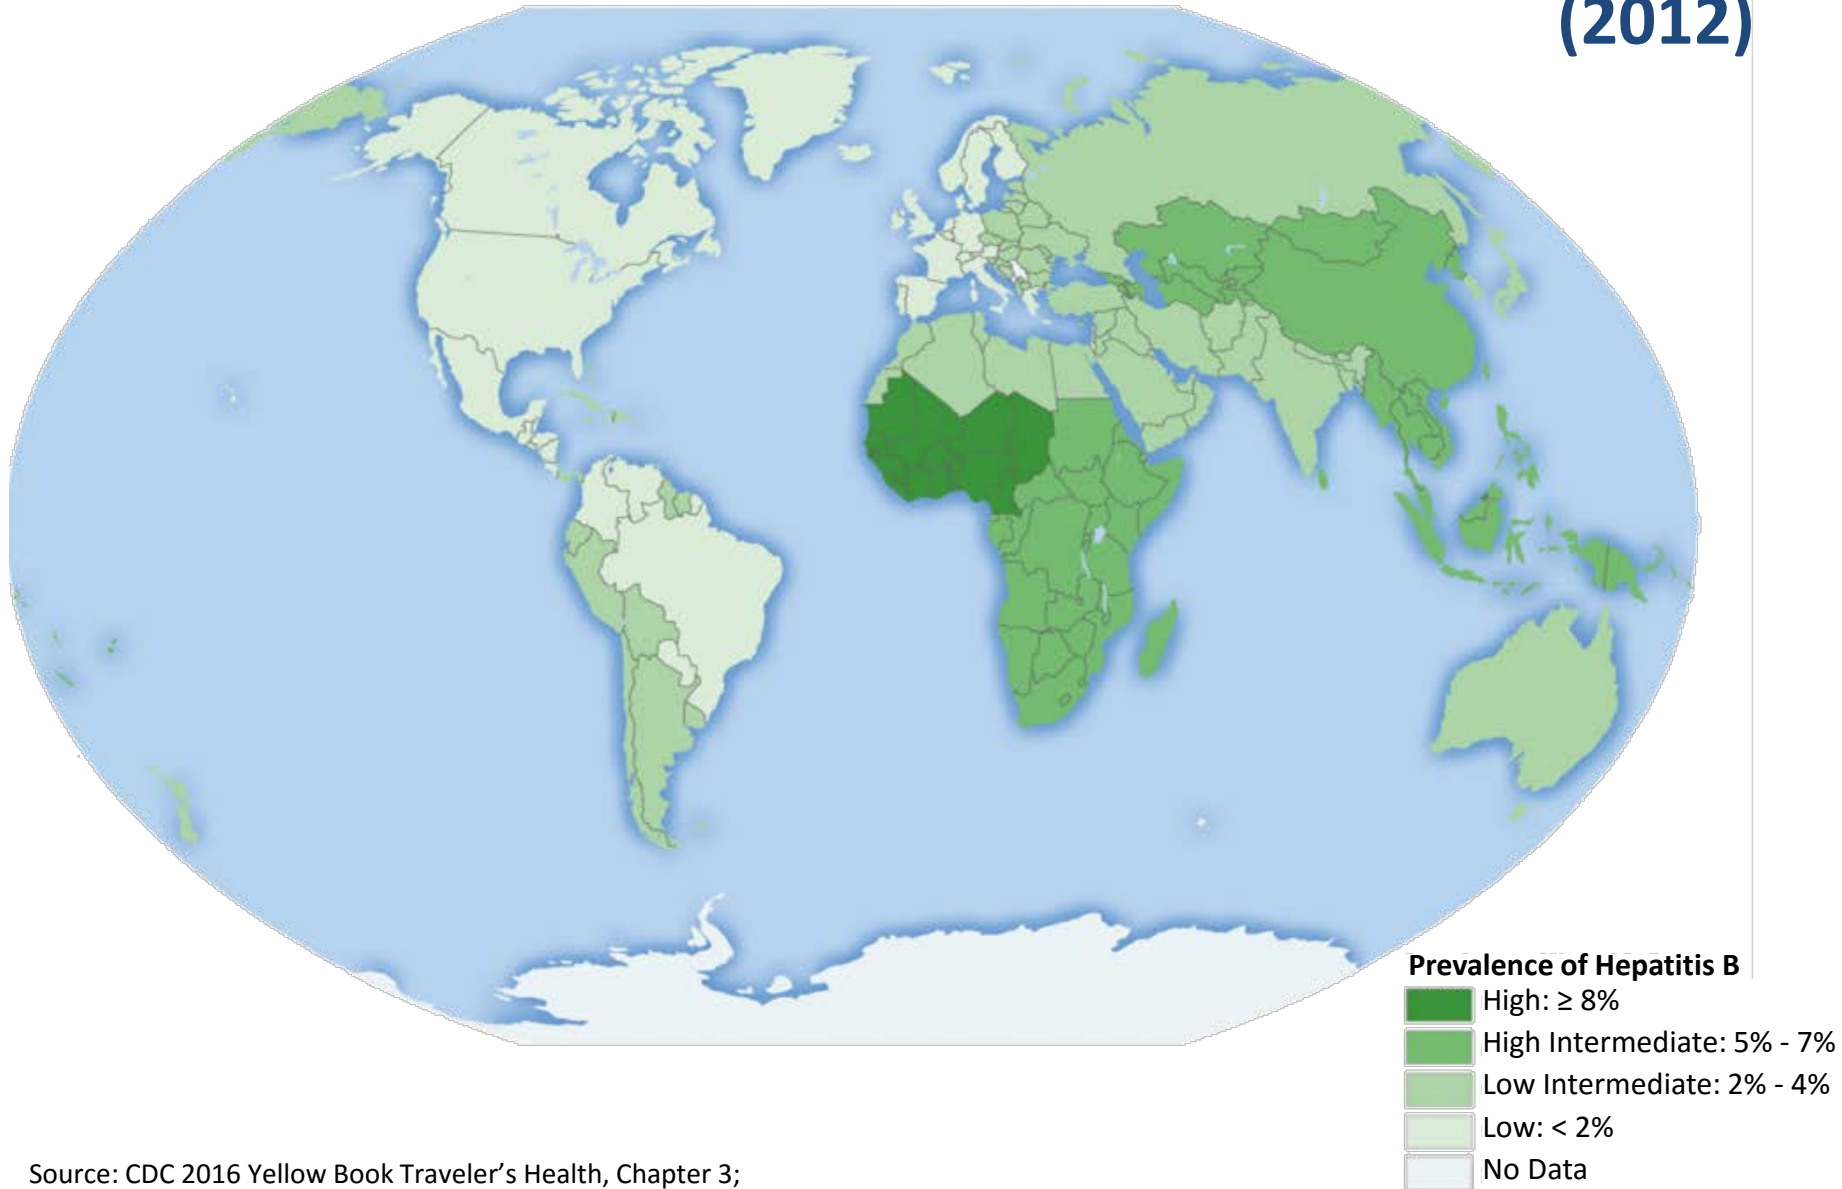 (2012)
Prevalence of Hepatitis B
High: ≥ 8%
High Intermediate: 5% - 7%
Low Intermediate: 2% - 4%
Low: < 2%
No Data
Source: CDC 2016 Yellow Book Traveler’s Health, Chapter 3;